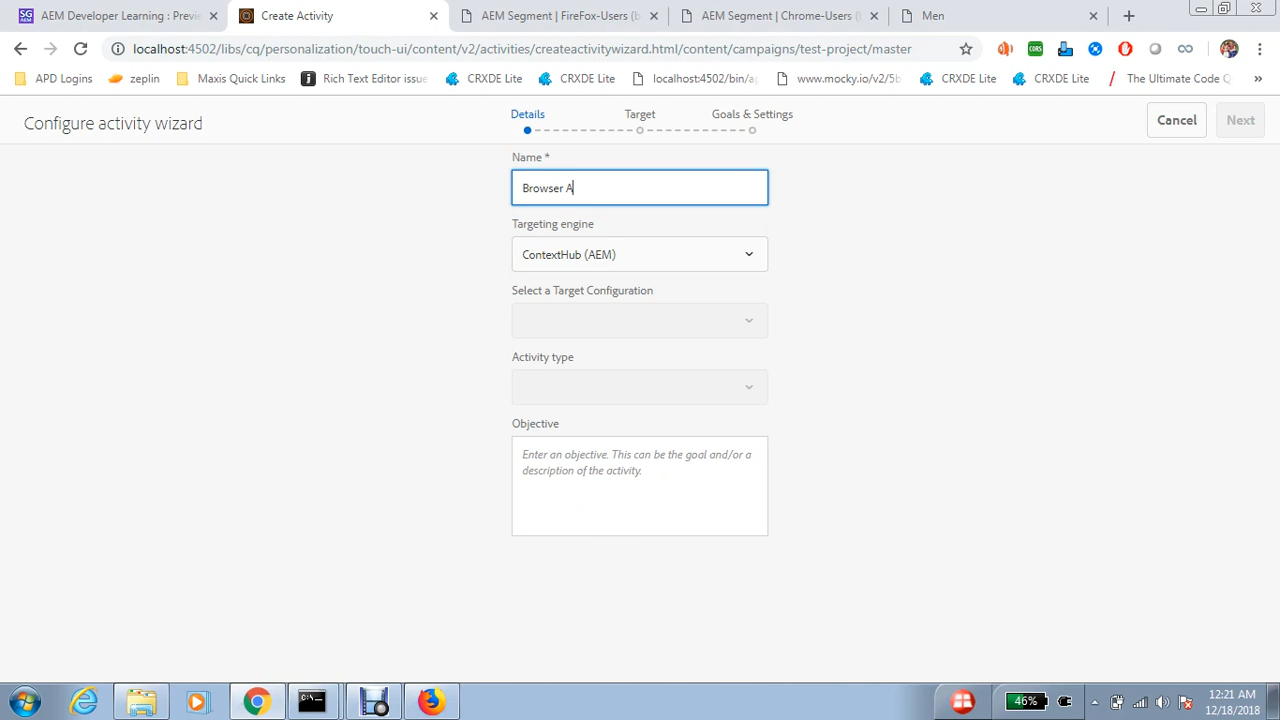 AEM Developer Learning : Previe
Create Activity
AEM Segment | FireFox-Users (b
AEM Segment | Chrome-Users (
Men
localhost:4502/libs/cq/personalization/touch-ui/content/v2/activities/createactivitywizard.html/content/campaigns/test-project/master
APD Logins
zeplin
Maxis Quick Links
Rich Text Editor issue
CRXDE Lite
CRXDE Lite
localhost:4502/bin/ap
www.mocky.io/v2/5b
CRXDE Lite
CRXDE Lite
The Ultimate Code Q
Configure activity wizard
Details
Target
Goals & Settings
Cancel
Next
Name *
Browser A
Targeting engine
ContextHub (AEM)
Select a Target Configuration
Activity type
Objective
Enter an objective. This can be the goal and/or a
description of the activity.
46%
12:21 AM
12/18/2018